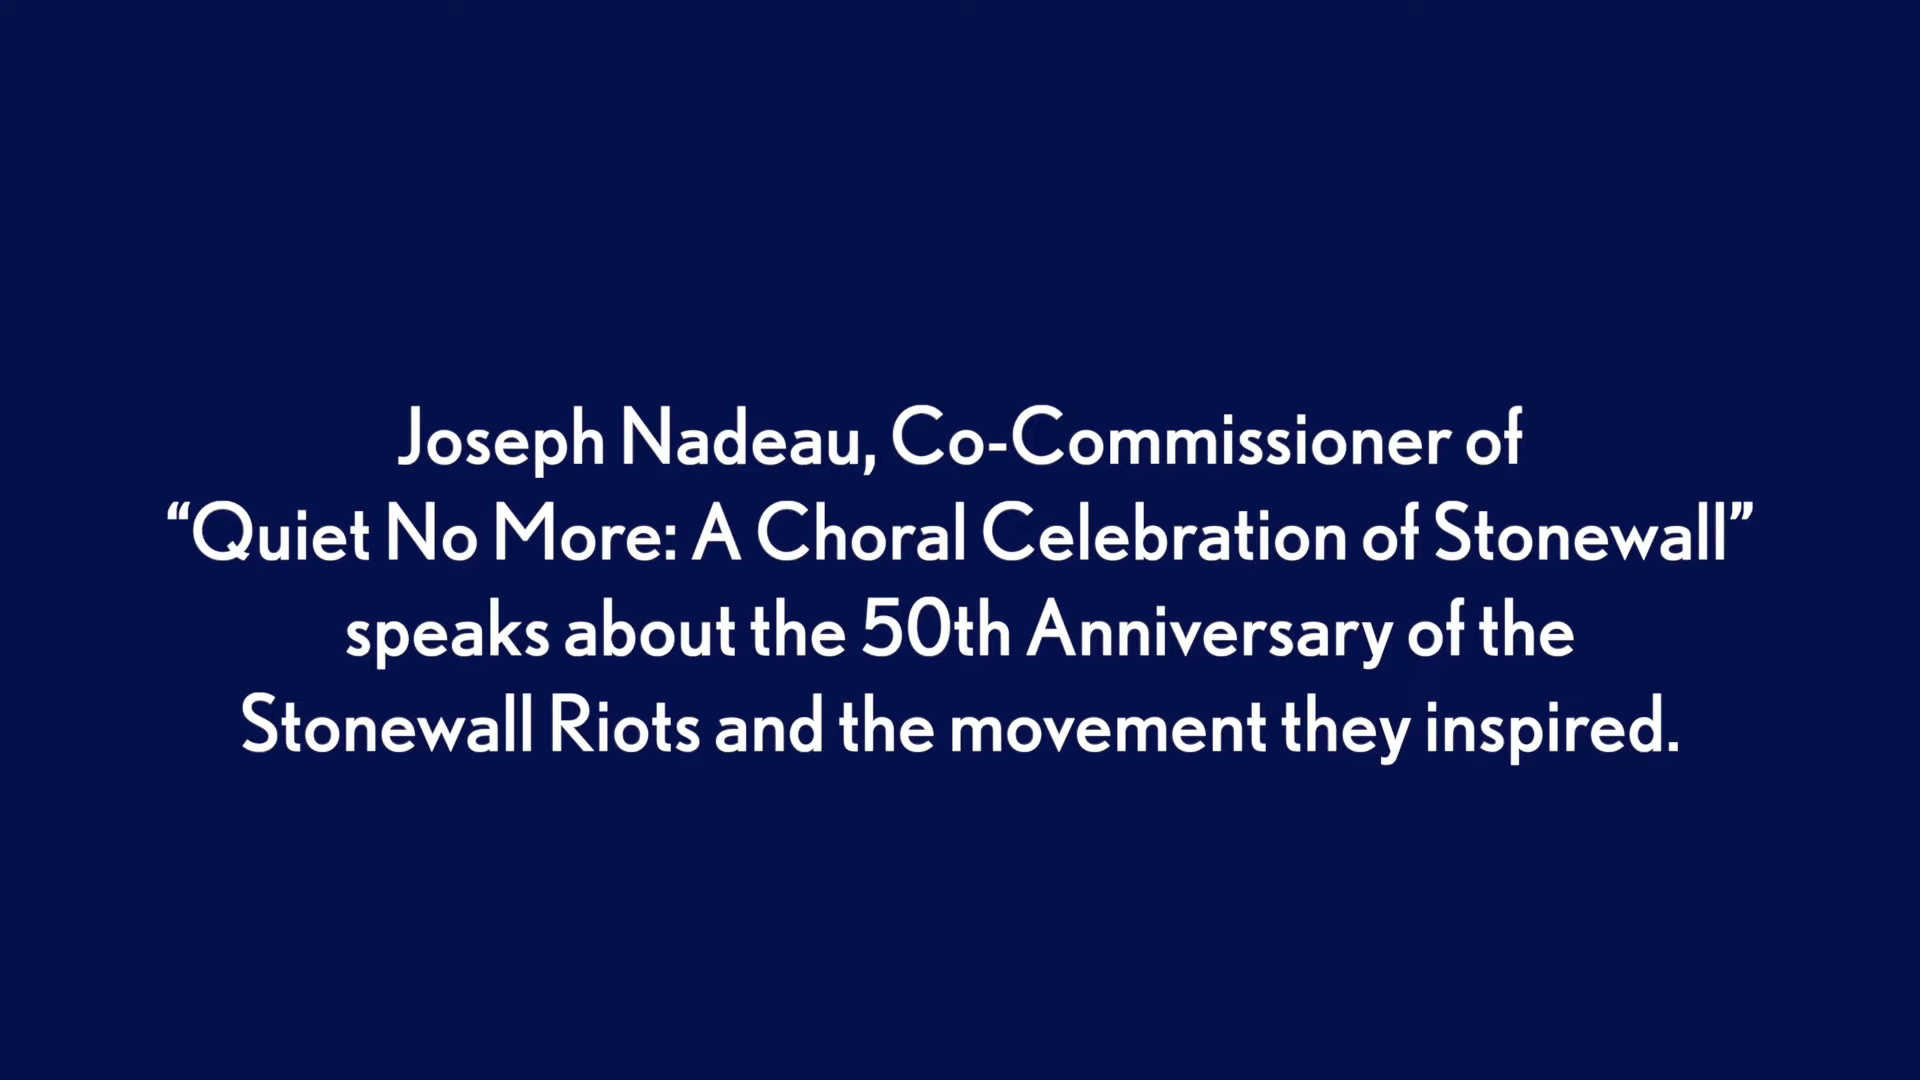 Joseph Nadeau, Co-Commissioner of
“Quiet No More: A Choral Celebration of Stonewall”
speaks about the 50th Anniversary of the
Stonewall Riots and the movement they inspired.